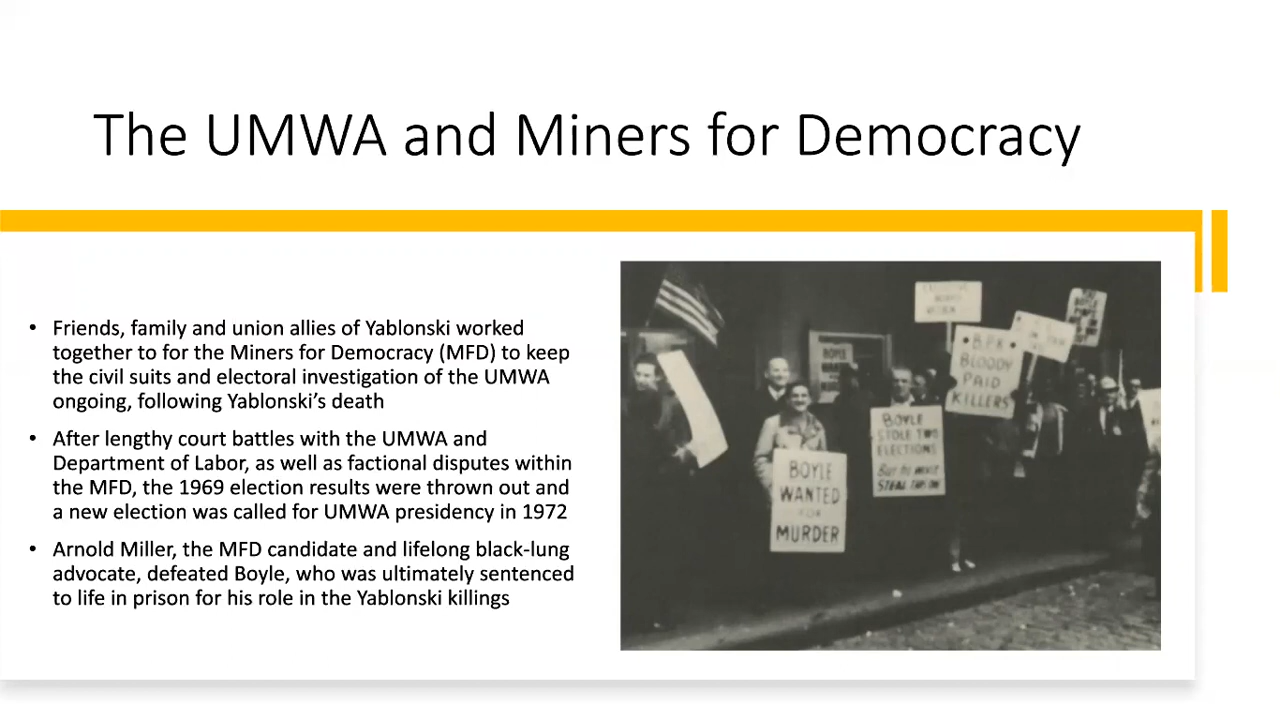 The UMWA and Miners for Democracy
• Friends, family and union allies of Yablonski worked
together to for the Miners for Democracy (MFD) to keep
the civil suits and electoral investigation of the UMWA
ongoing, following Yablonski's death
• After lengthy court battles with the UMWA and
Department of Labor, as well as factional disputes within
the MFD, the 1969 election results were thrown out and
a new election was called for UMWA presidency in 1972
• Arnold Miller, the MFD candidate and lifelong black-lung
advocate, defeated Boyle, who was ultimately sentenced
to life in prison for his role in the Yablonski killings
BOYLE
WANTED
FOR
MURDER
BOYLE
STOLE TWO
ELECTIONS
STEAL
BLOODY
PAID
KILLERS